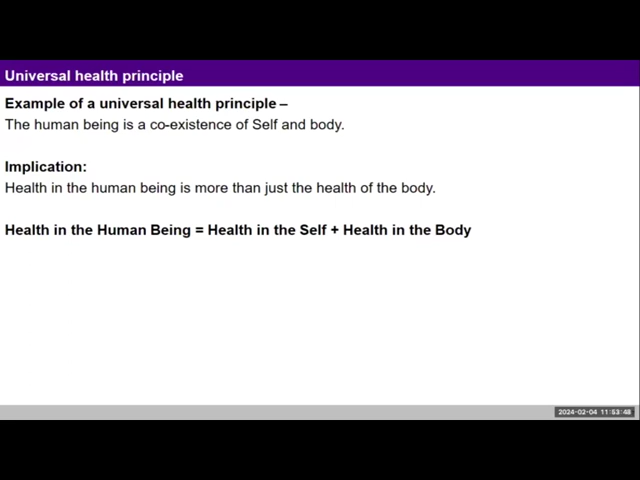 Universal health principle
Example of a universal health principle –
The human being is a co-existence of Self and body.
Implication:
Health in the human being is more than just the health of the body.
Health in the Human Being = Health in the Self + Health in the Body
2024-02-04 11:53:48